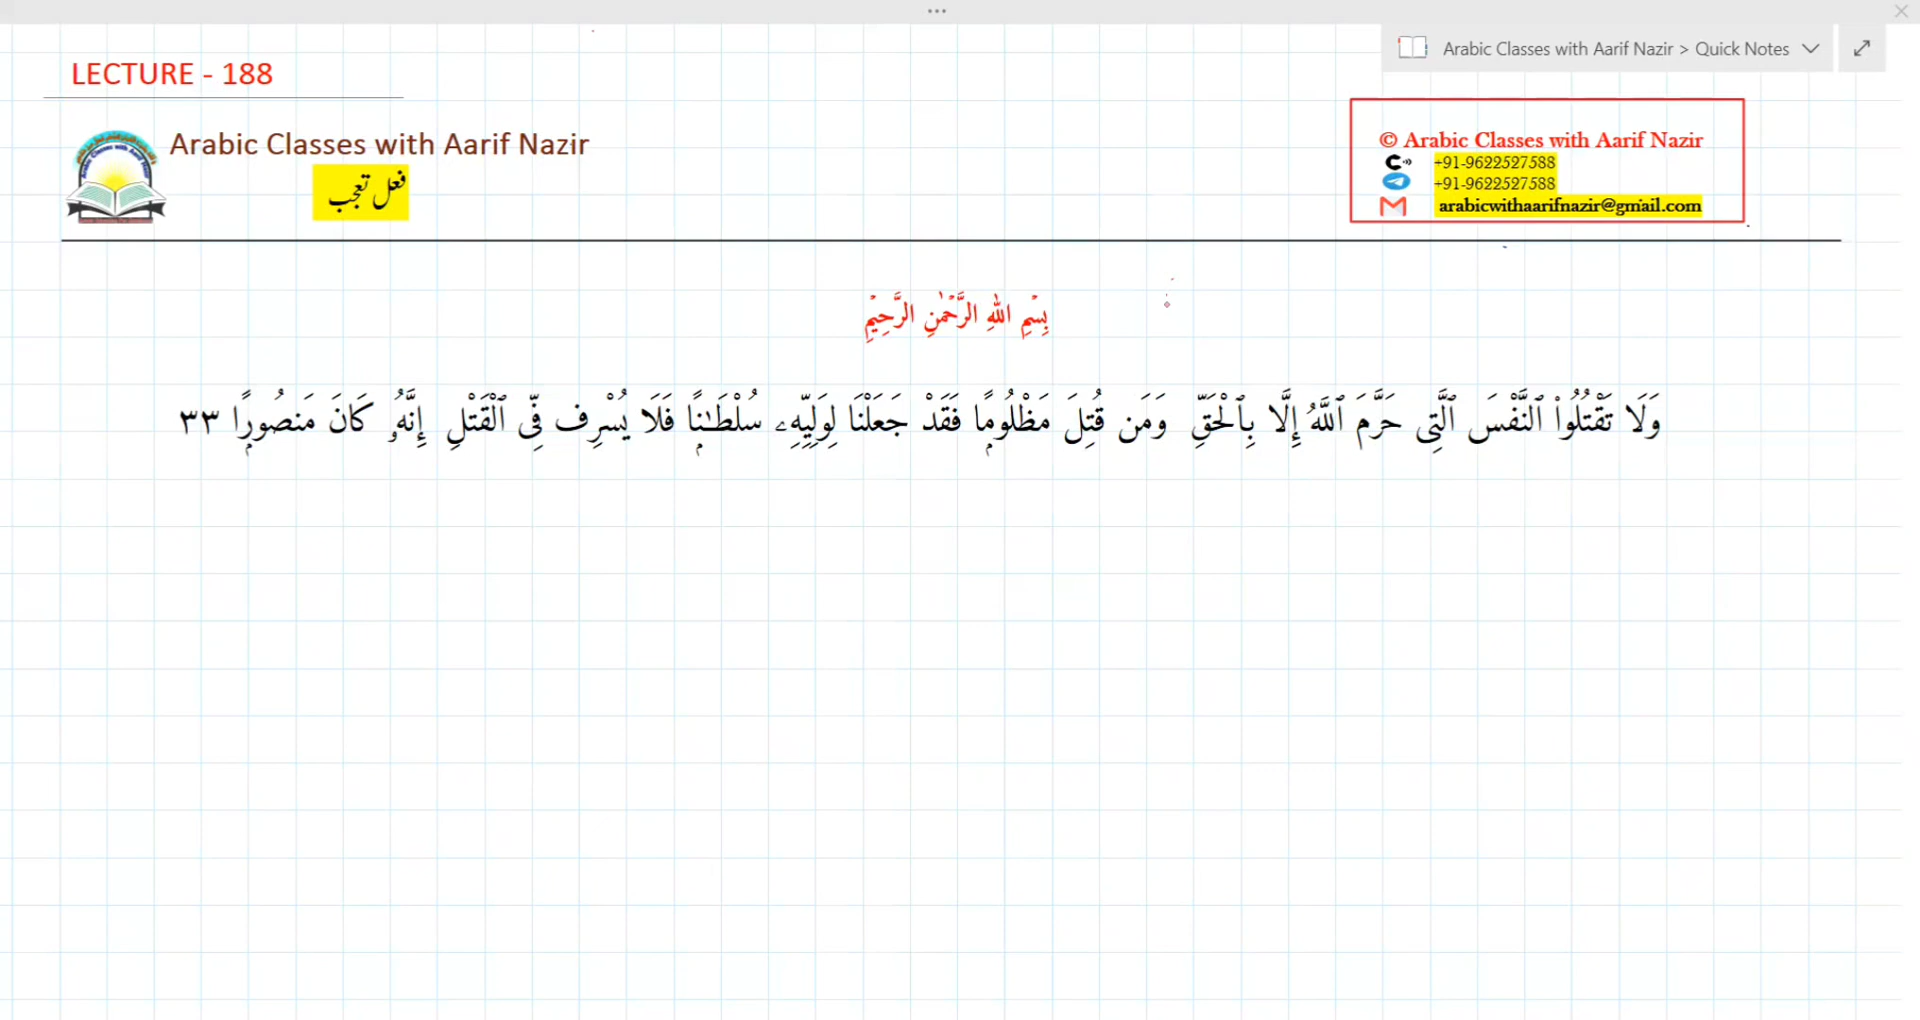 Arabic Classes with Aarif Nazir > Quick Notes
LECTURE - 188
Arabic Classes with Aarif Nazir
فعل تعجب
© Arabic Classes with Aarif Nazir
+91-9622527588
+91-9622527588
arabicwithaarifnazir@gmail.com
بِسْمِ اللهِ الرَّحْمٰنِ الرَّحِيْمِ
وَلَا تَقْتُلُوا۟ ٱلنَّفْسَ ٱلَّتِى حَرَّمَ ٱللَّهُ إِلَّا بِٱلْحَقِّ وَمَن قُتِلَ مَظْلُومًۭا فَقَدْ جَعَلْنَا لِوَلِيِّهِۦ سُلْطَـٰنًۭا فَلَا يُسْرِف فِّى ٱلْقَتْلِ إِنَّهُۥ كَانَ مَنصُورًۭا ٣٣